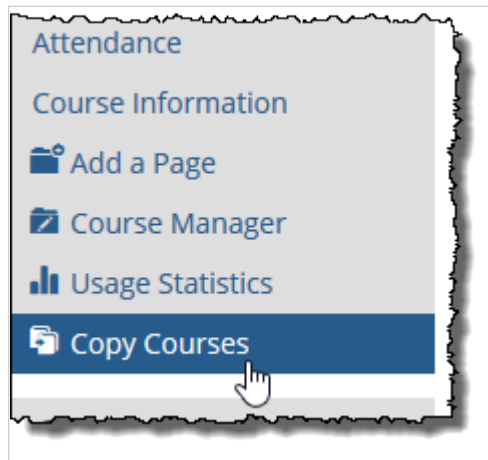 Attendance
Course Information
Add a Page
Course Manager
Usage Statistics
Copy Courses